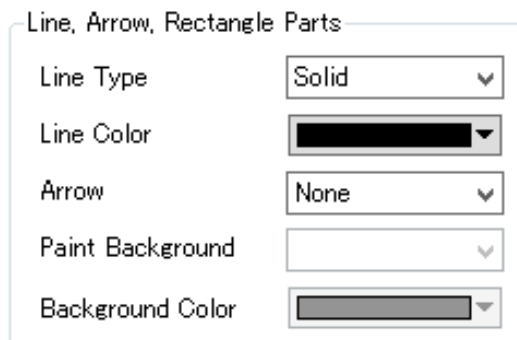 Line, Arrow, Rectangle Parts
Line Type Solid
Line Color
Arrow None
Paint Background
Background Color